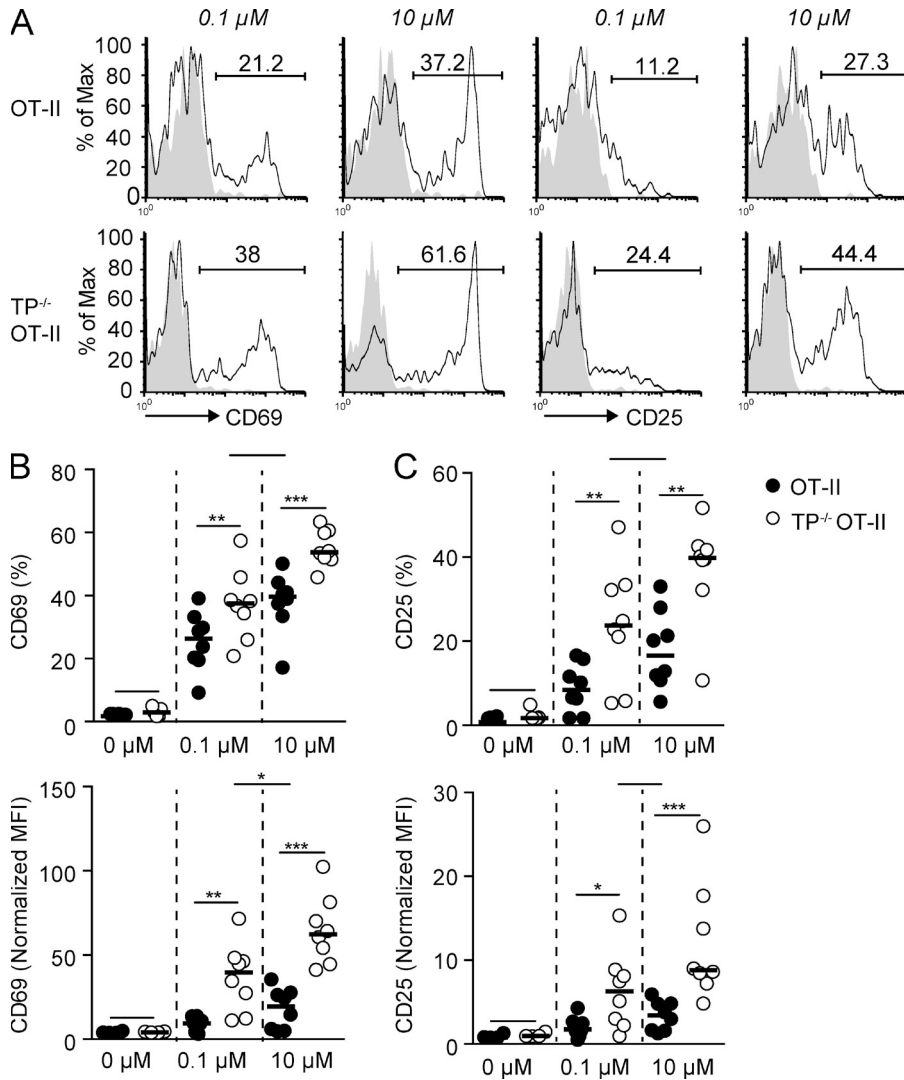 A
0.1 µM 10 µM 0.1 µM 10 µM
OT-II
% of Max
100
80
60
40
20
0
10⁰
21.2
10⁰
37.2
10⁰
11.2
10⁰
27.3
TP⁻/⁻
OT-II
% of Max
100
80
60
40
20
0
10⁰
38
10⁰
61.6
10⁰
24.4
10⁰
44.4
CD69 CD25
B
CD69 (%)
80
60
40
20
0
** ***
0 µM 0.1 µM 10 µM
C
CD25 (%)
60
40
20
0
** **
0 µM 0.1 µM 10 µM
OT-II
TP⁻/⁻ OT-II
CD69 (Normalized MFI)
150
100
50
0
*
** ***
0 µM 0.1 µM 10 µM
CD25 (Normalized MFI)
30
20
10
0
* ***
0 µM 0.1 µM 10 µM